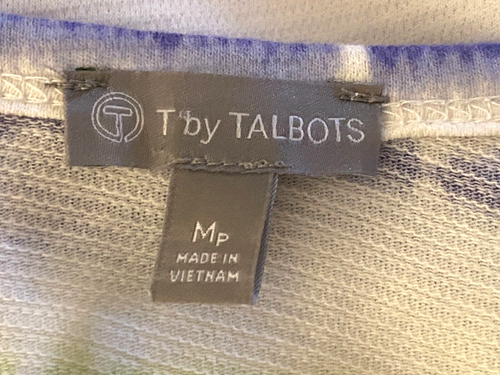 T T by TALBOTS
MP
MADE IN
VIETNAM